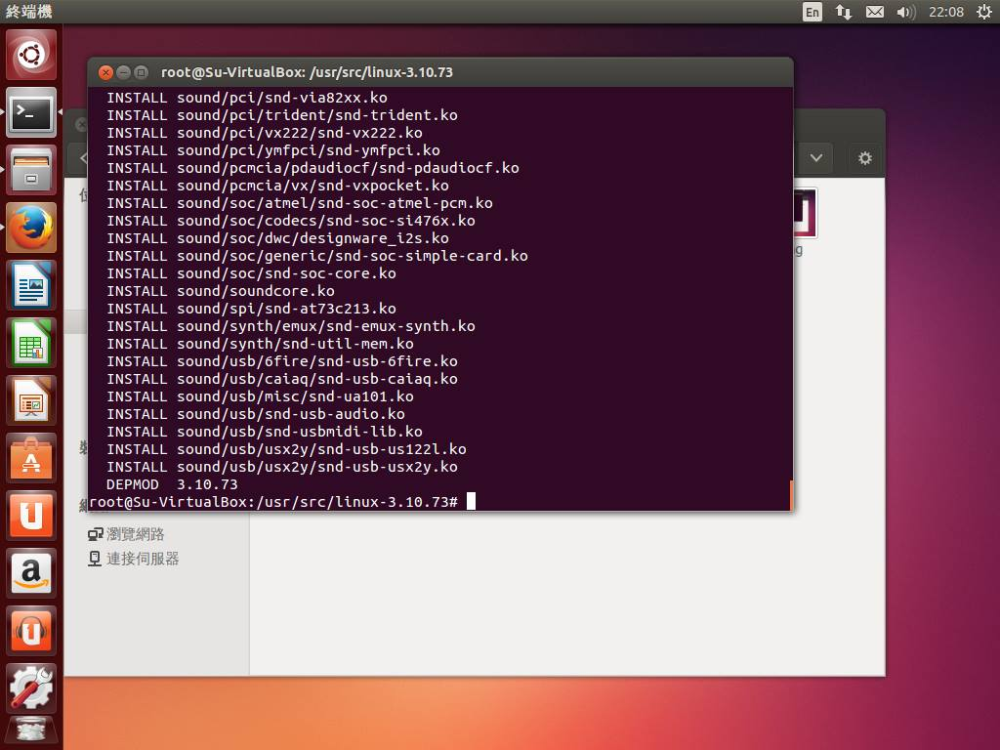 終端機
En
22:08
root@Su-VirtualBox: /usr/src/linux-3.10.73
INSTALL sound/pci/snd-via82xx.ko
INSTALL sound/pci/trident/snd-trident.ko
INSTALL sound/pci/vx222/snd-vx222.ko
INSTALL sound/pci/ymfpci/snd-ymfpci.ko
INSTALL sound/pcmcia/pdaudiocf/snd-pdaudiocf.ko
INSTALL sound/pcmcia/vx/snd-vxpocket.ko
INSTALL sound/soc/atmel/snd-soc-atmel-pcm.ko
INSTALL sound/soc/codecs/snd-soc-si476x.ko
INSTALL sound/soc/dwc/designware_i2s.ko
INSTALL sound/soc/generic/snd-soc-simple-card.ko
INSTALL sound/soc/snd-soc-core.ko
INSTALL sound/soundcore.ko
INSTALL sound/spi/snd-at73c213.ko
INSTALL sound/synth/emux/snd-emux-synth.ko
INSTALL sound/synth/snd-util-mem.ko
INSTALL sound/usb/6fire/snd-usb-6fire.ko
INSTALL sound/usb/caiaq/snd-usb-caiaq.ko
INSTALL sound/usb/misc/snd-ua101.ko
INSTALL sound/usb/snd-usb-audio.ko
INSTALL sound/usb/snd-usbmidi-lib.ko
INSTALL sound/usb/usx2y/snd-usb-us122l.ko
INSTALL sound/usb/usx2y/snd-usb-usx2y.ko
DEPMOD 3.10.73
root@Su-VirtualBox:/usr/src/linux-3.10.73#
瀏覽網路
連接伺服器